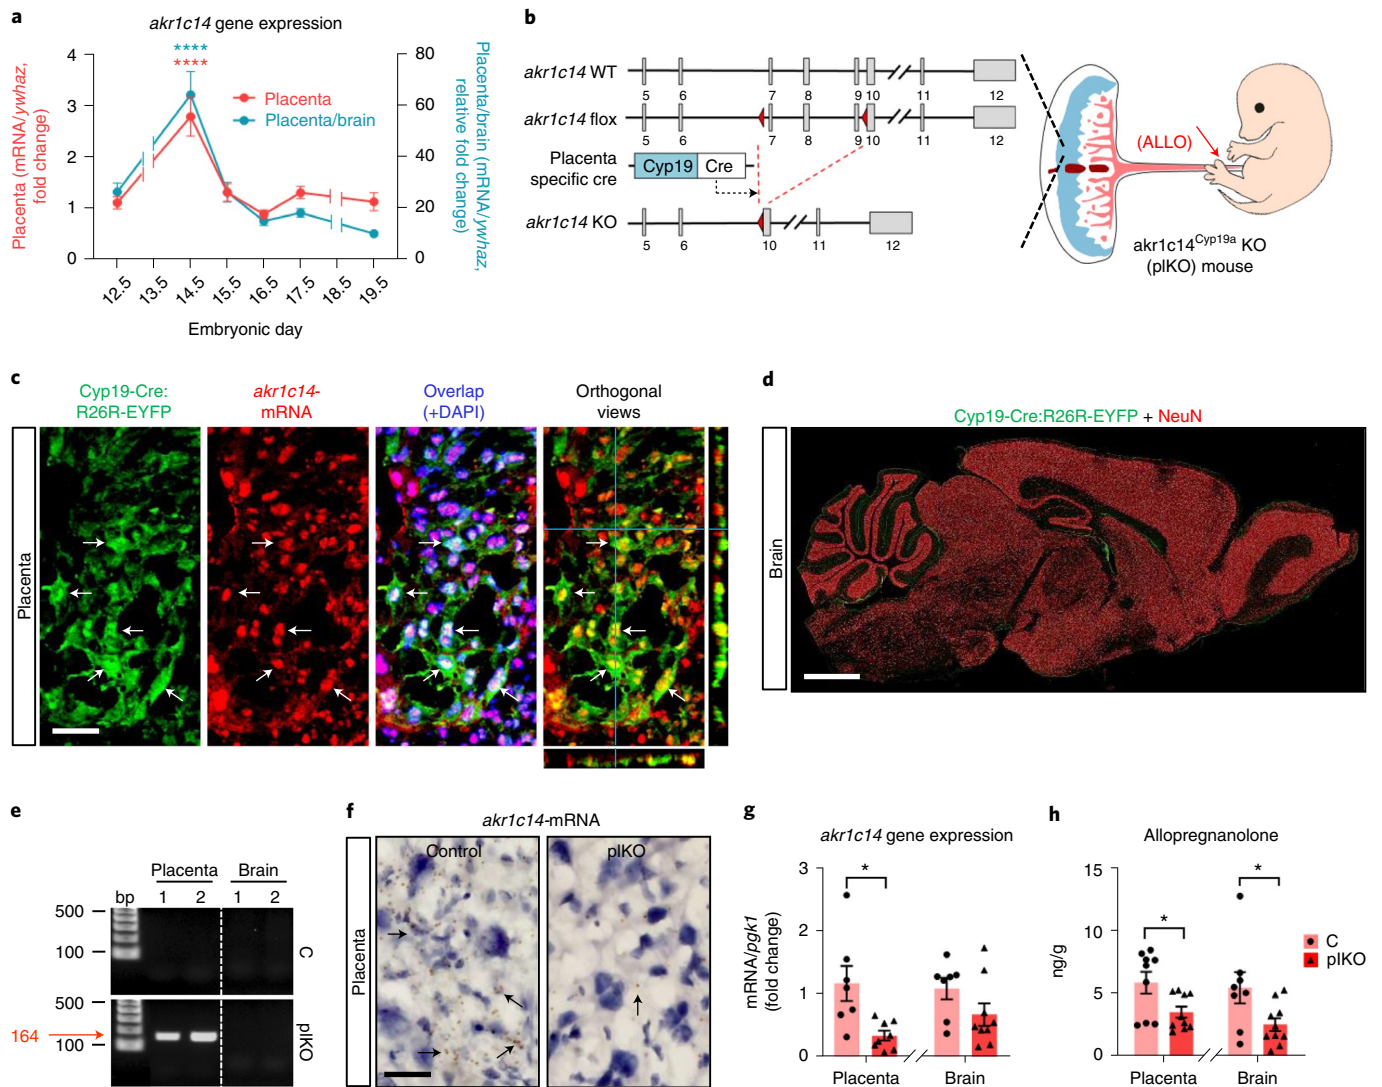 a
akr1c14 gene expression
Placenta (mRNA/ywhaz,
fold change)
4
3
2
1
0
****
****
Placenta
Placenta/brain
80
60
40
20
0
Placenta/brain (mRNA/ywhaz,
relative fold change)
12.5
13.5
14.5
15.5
16.5
17.5
18.5
19.5
Embryonic day
b
akr1c14 WT
5 6 7 8 9 10 11 12
akr1c14 flox
5 6 7 8 9 10 11 12
Placenta
specific cre
Cyp19 Cre
akr1c14 KO
5 6 10 11 12
(ALLO)
akr1c14Cyp19a KO
(plKO) mouse
c
Cyp19-Cre:
R26R-EYFP
akr1c14-
mRNA
Overlap
(+DAPI)
Orthogonal
views
Placenta
d
Cyp19-Cre:R26R-EYFP + NeuN
Brain
e
Placenta Brain
bp 1 2 1 2
500
100
C
500
164
100
plKO
f
akr1c14-mRNA
Control plKO
Placenta
g
akr1c14 gene expression
mRNA/pgk1
(fold change)
3
2
1
0
*
Placenta Brain
h
Allopregnanolone
ng/g
15
10
5
0
*
*
Placenta Brain
C
plKO